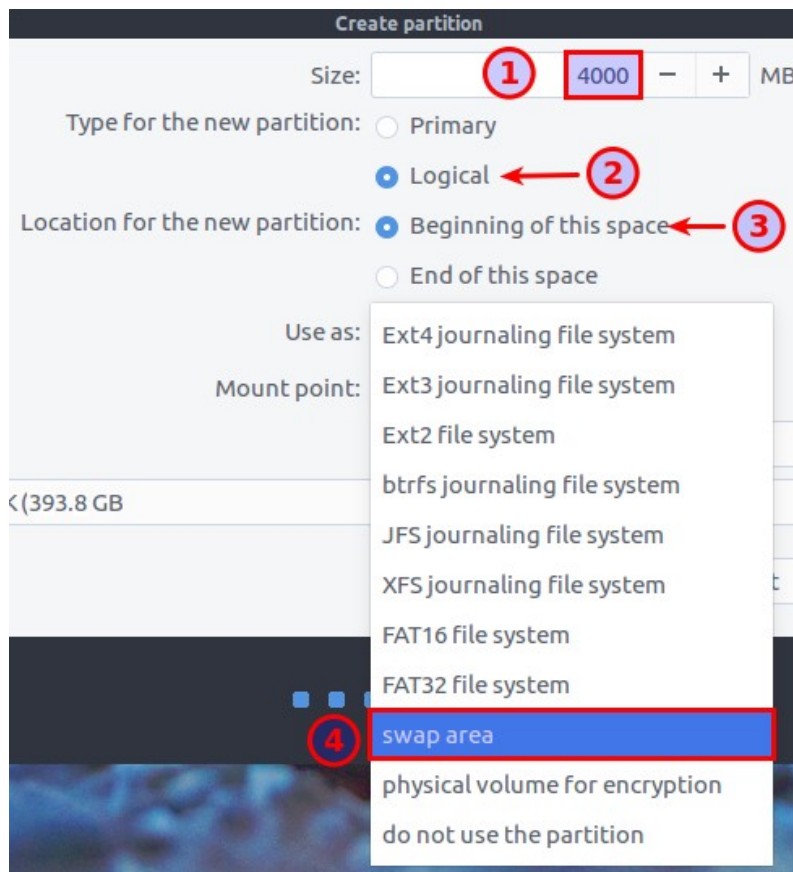 Create partition
Size: 1 4000 − + MB
Type for the new partition: Primary
Logical 2
Location for the new partition: Beginning of this space 3
End of this space
Use as: Ext4 journaling file system
Mount point: Ext3 journaling file system
Ext2 file system
btrfs journaling file system
(393.8 GB
JFS journaling file system
XFS journaling file system
t
FAT16 file system
FAT32 file system
4 swap area
physical volume for encryption
do not use the partition